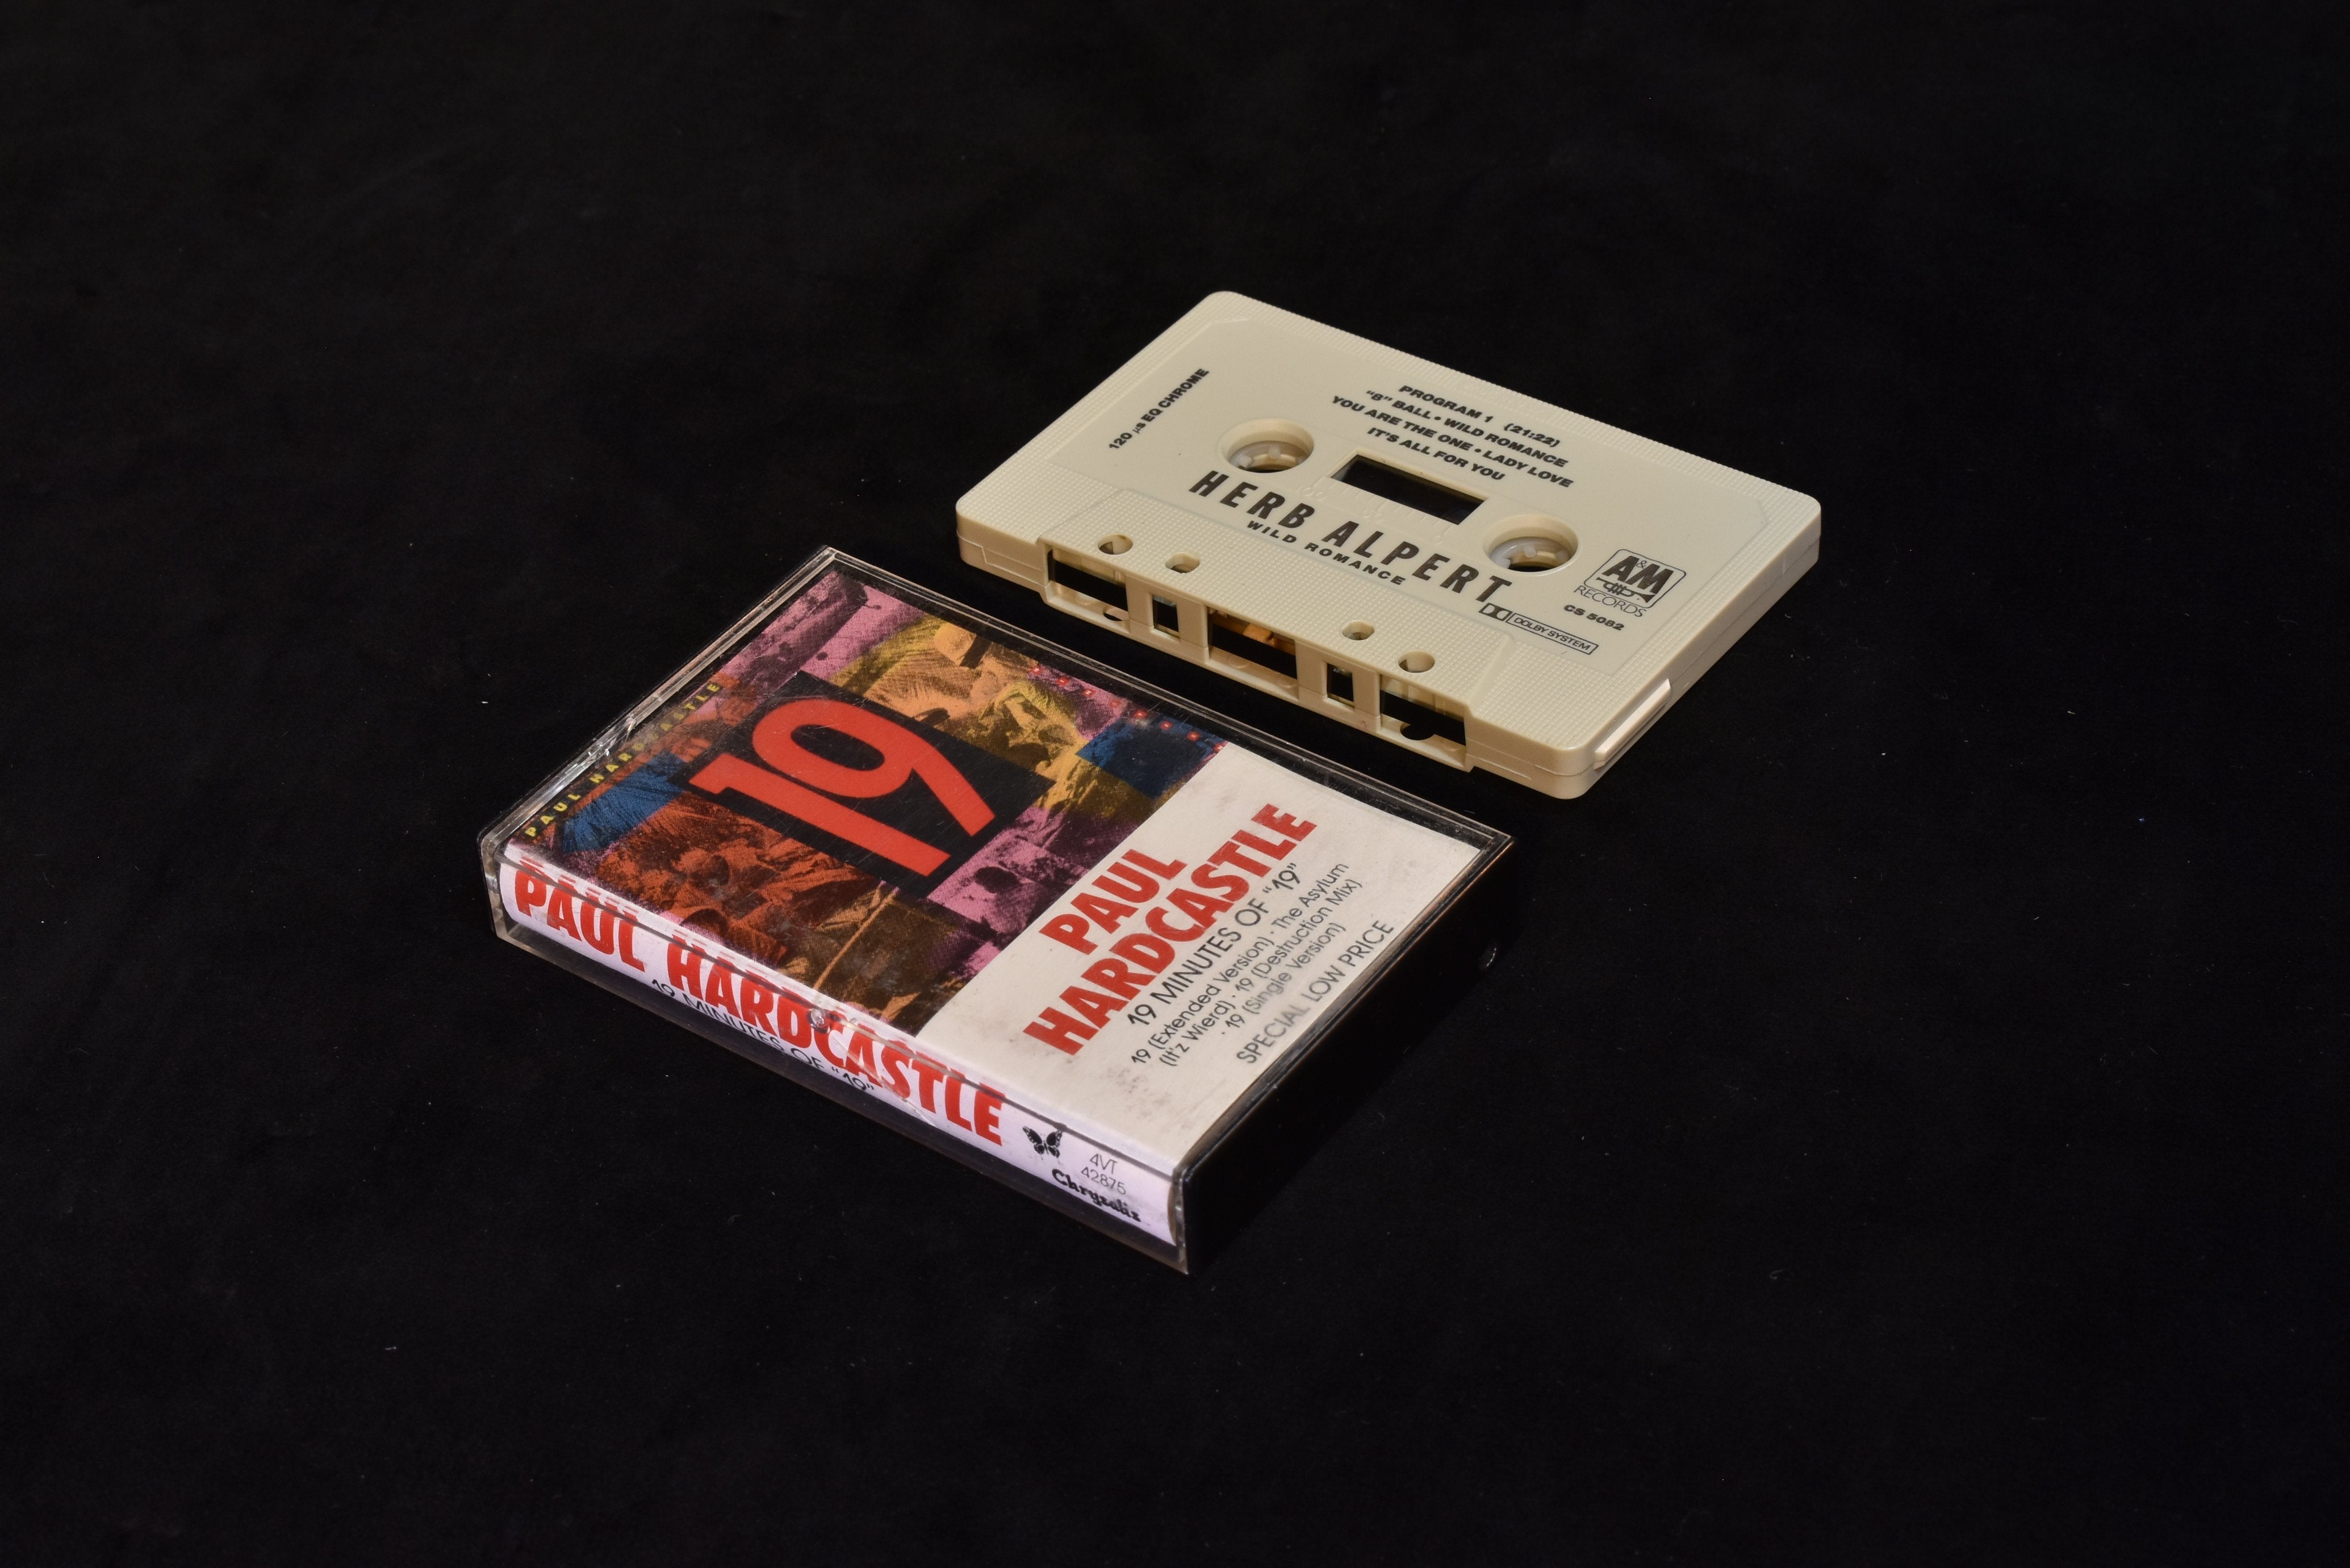 120 µs EQ CHROME
PROGRAM 1 (21:22)
"8" BALL • WILD ROMANCE
YOU ARE THE ONE • LADY LOVE
IT'S ALL FOR YOU
HERB ALPERT
WILD ROMANCE
A&M
RECORDS
CS 5082
DOLBY SYSTEM
PAUL HARDCASTLE
19
PAUL
HARDCASTLE
19 MINUTES OF "19"
19 (Extended Version) · The Asylum
(It'z Wierd) · 19 (Destruction Mix)
· 19 (Single Version)
SPECIAL LOW PRICE
PAUL HARDCASTLE
19 MINUTES OF "19"
4VT
42875
Chrysalis